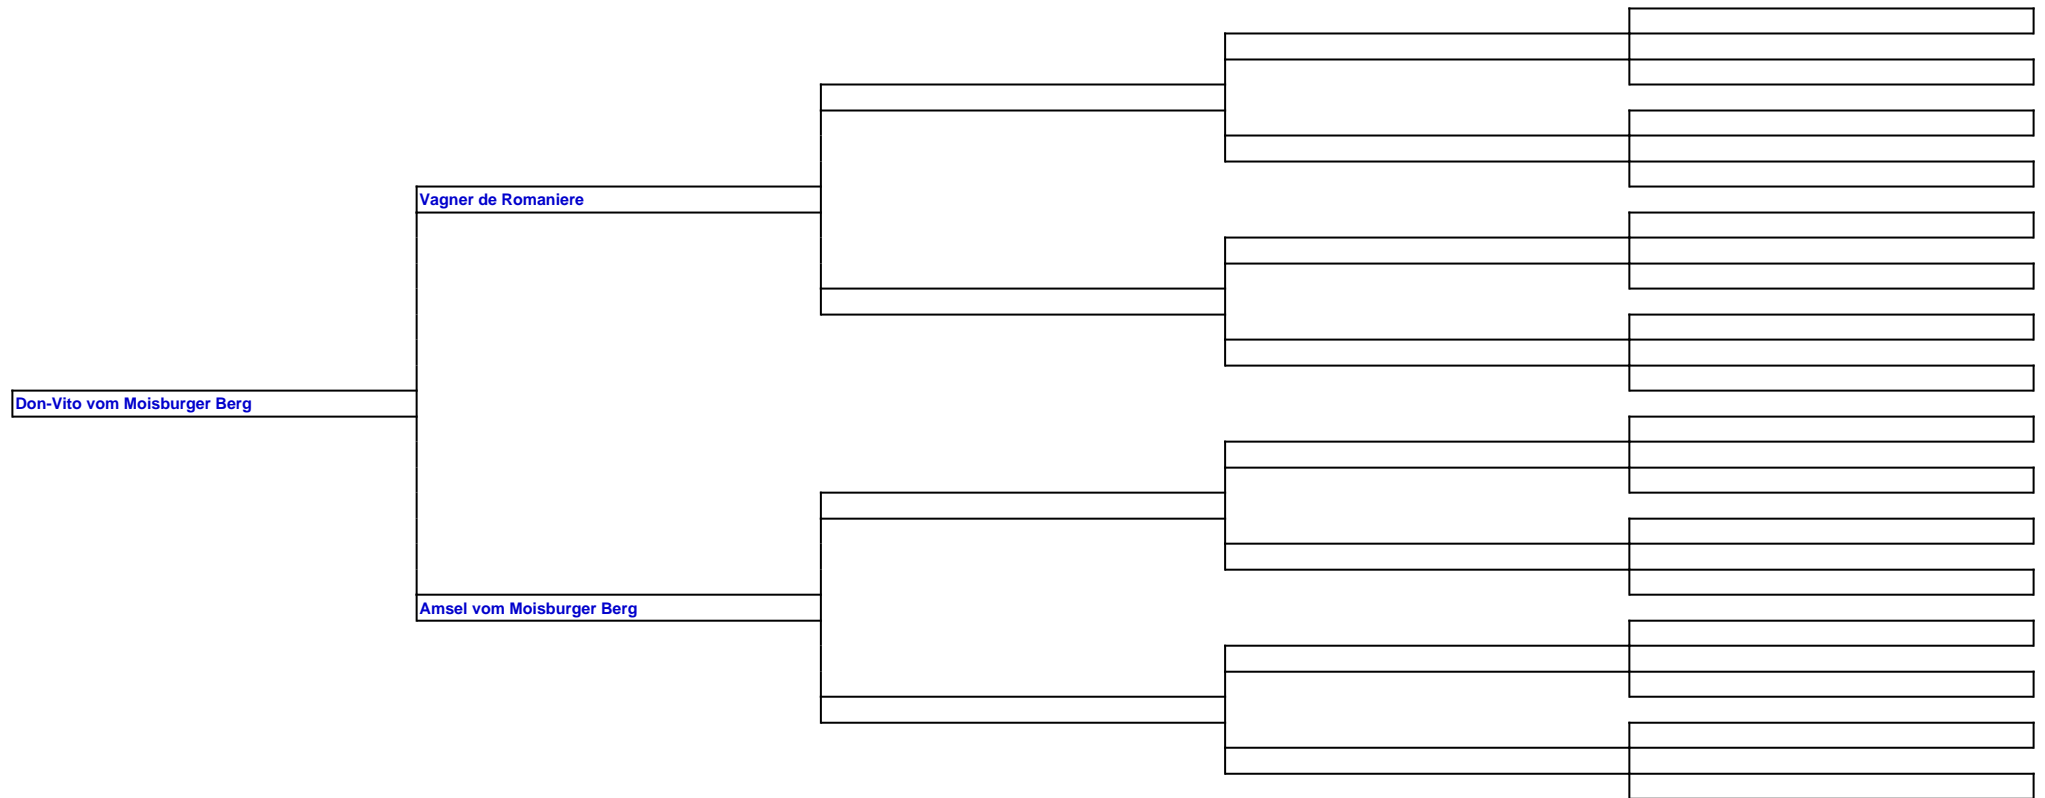 Vagner de Romaniere
Don-Vito vom Moisburger Berg
Amsel vom Moisburger Berg